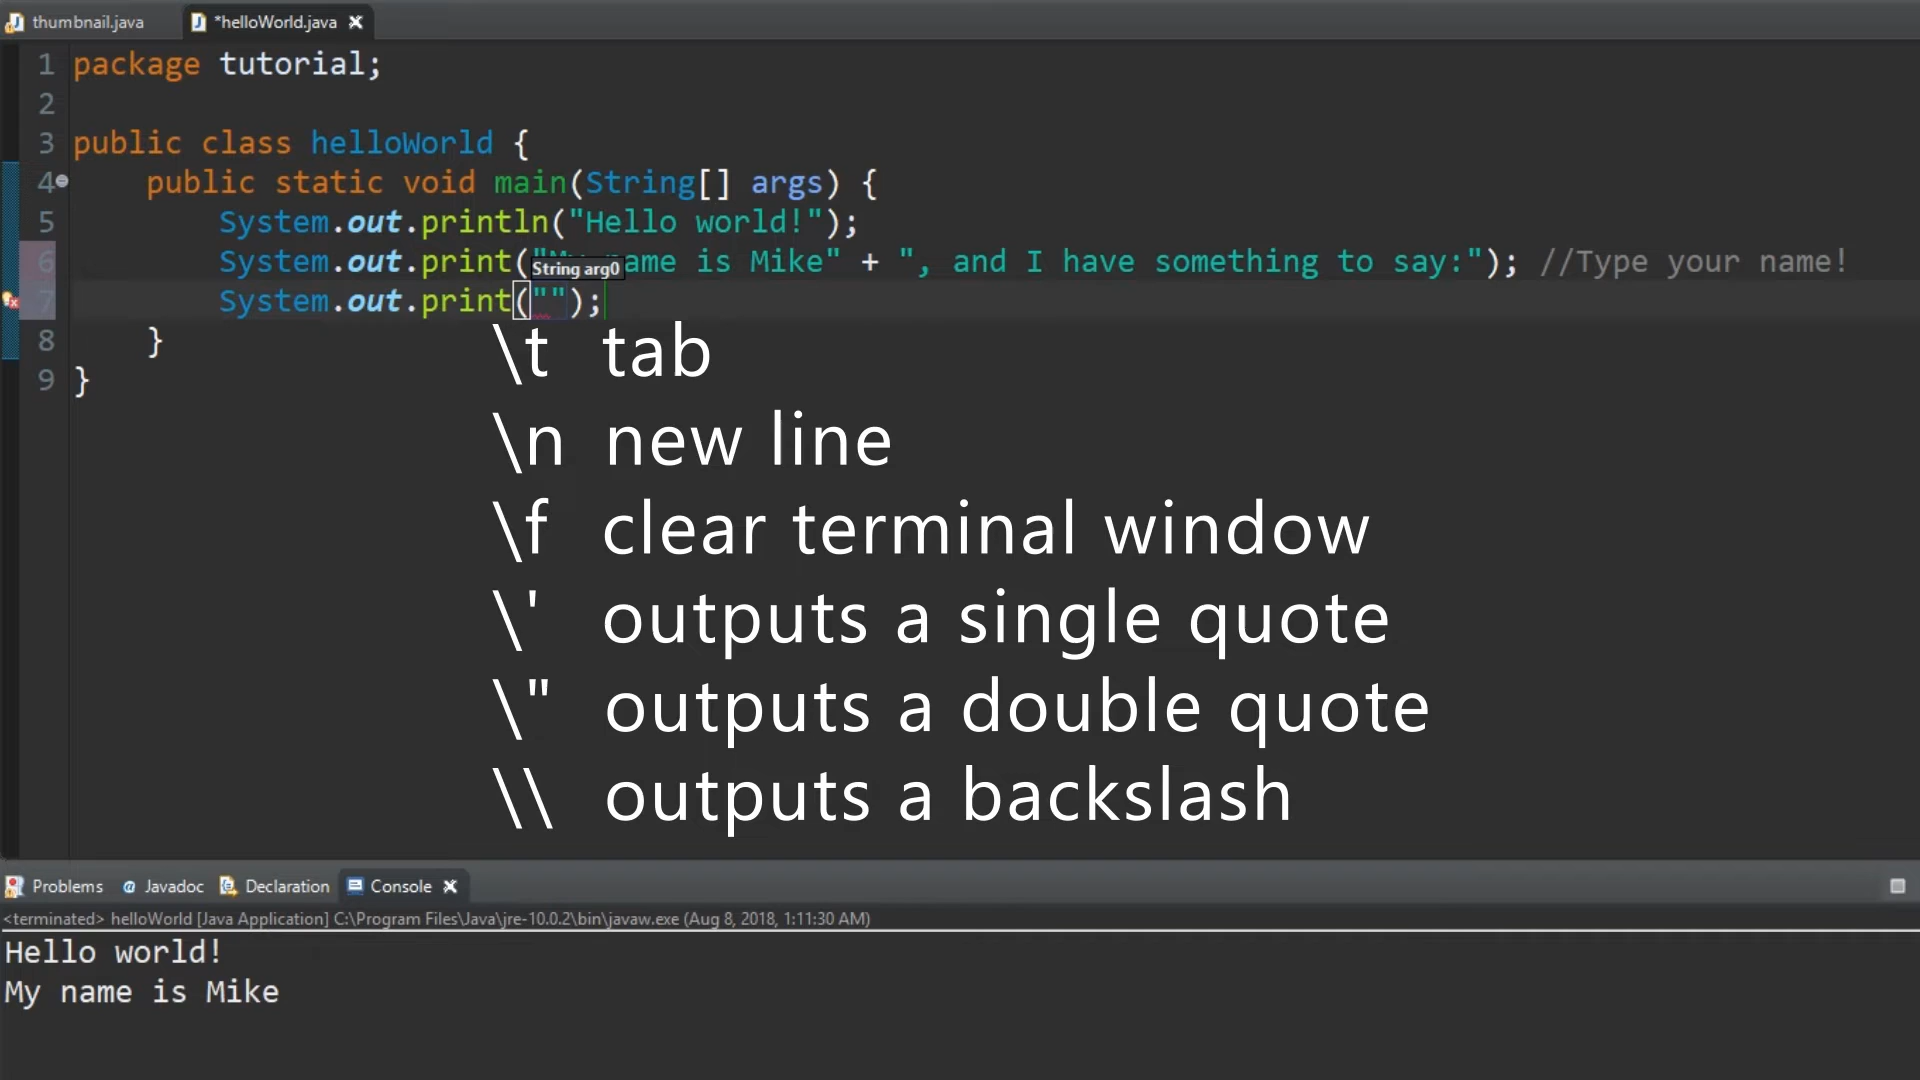 thumbnail.java *helloWorld.java
1 package tutorial;
2
3 public class helloWorld {
4 public static void main(String[] args) {
5 System.out.println("Hello world!");
6 System.out.print("My name is Mike" + ", and I have something to say:"); //Type your name!
String arg0
7 System.out.print("");
8 }
9 }
\t tab
\n new line
\f clear terminal window
\' outputs a single quote
\" outputs a double quote
\\ outputs a backslash
Problems @ Javadoc Declaration Console
<terminated> helloWorld [Java Application] C:\Program Files\Java\jre-10.0.2\bin\javaw.exe (Aug 8, 2018, 1:11:30 AM)
Hello world!
My name is Mike